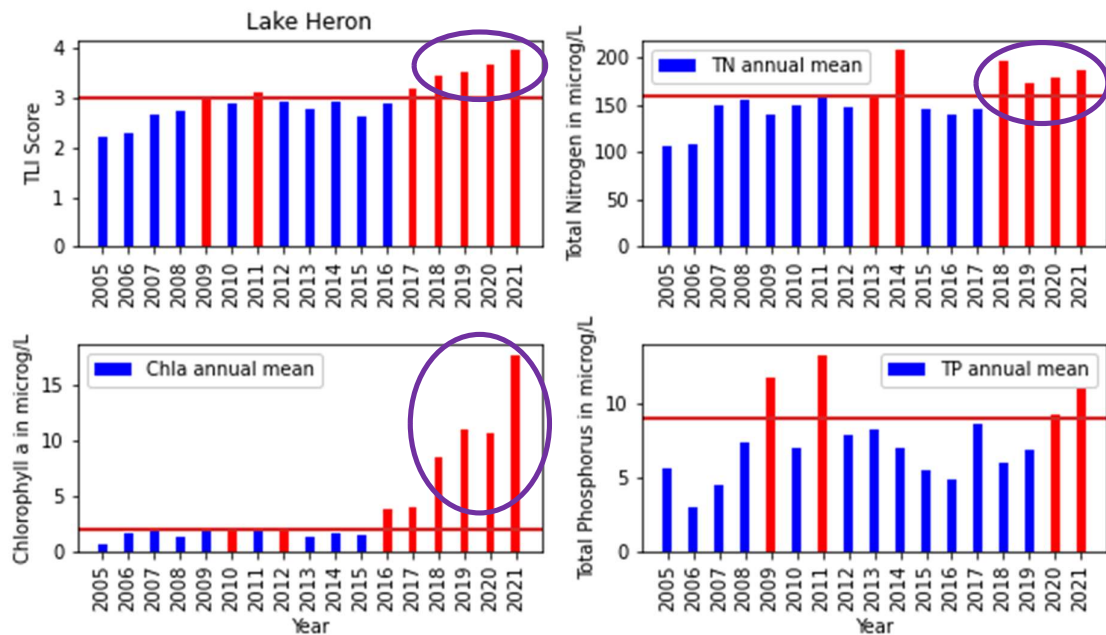 Lake Heron
TLI Score
4
3
2
1
0
2005 2006 2007 2008 2009 2010 2011 2012 2013 2014 2015 2016 2017 2018 2019 2020 2021
Total Nitrogen in microg/L
TN annual mean
200
150
100
50
0
2005 2006 2007 2008 2009 2010 2011 2012 2013 2014 2015 2016 2017 2018 2019 2020 2021
Chlorophyll a in microg/L
Chla annual mean
15
10
5
0
2005 2006 2007 2008 2009 2010 2011 2012 2013 2014 2015 2016 2017 2018 2019 2020 2021
Year
Total Phosphorus in microg/L
TP annual mean
10
5
0
2005 2006 2007 2008 2009 2010 2011 2012 2013 2014 2015 2016 2017 2018 2019 2020 2021
Year